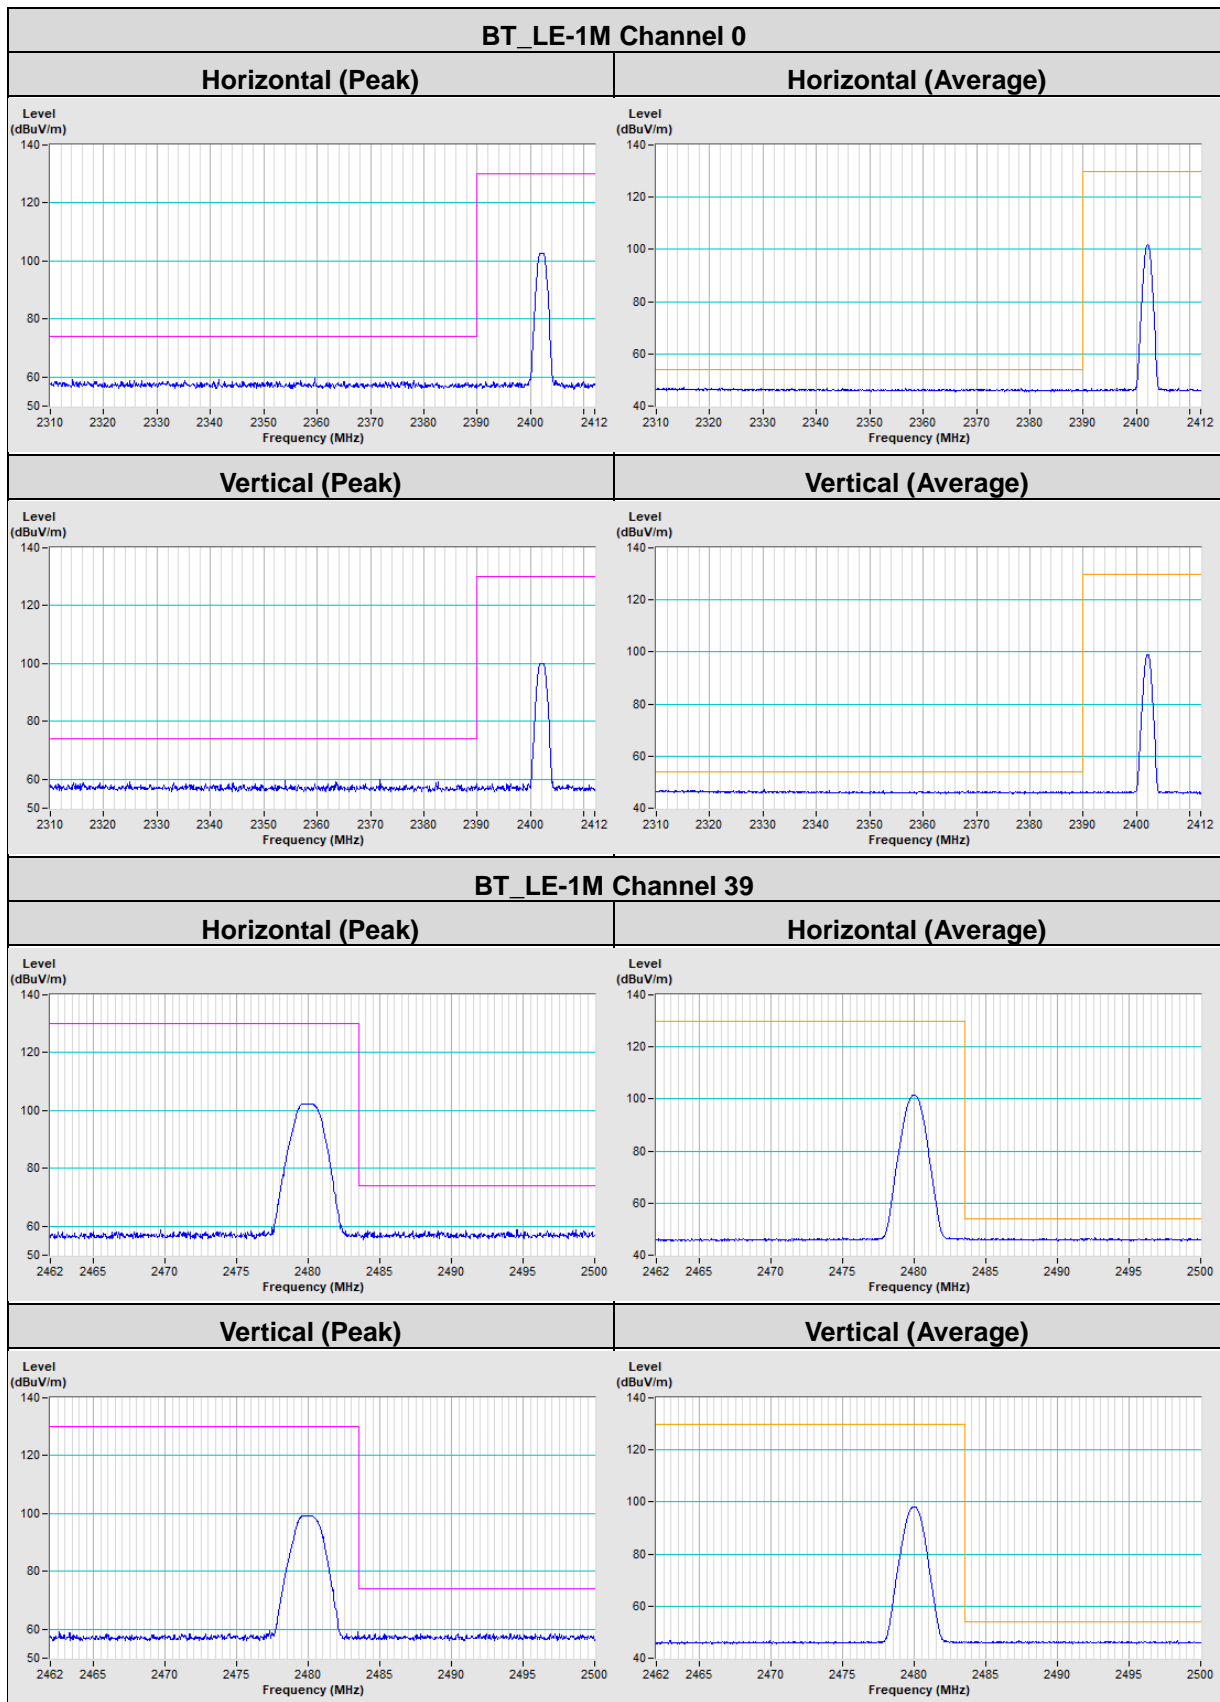 BT_LE-1M Channel 0
Horizontal (Peak)
Horizontal (Average)
Level
(dBuV/m)
140
120
100
80
60
50
2310 2320 2330 2340 2350 2360 2370 2380 2390 2400 2412
Frequency (MHz)
Level
(dBuV/m)
140
120
100
80
60
40
2310 2320 2330 2340 2350 2360 2370 2380 2390 2400 2412
Frequency (MHz)
Vertical (Peak)
Vertical (Average)
Level
(dBuV/m)
140
120
100
80
60
50
2310 2320 2330 2340 2350 2360 2370 2380 2390 2400 2412
Frequency (MHz)
Level
(dBuV/m)
140
120
100
80
60
40
2310 2320 2330 2340 2350 2360 2370 2380 2390 2400 2412
Frequency (MHz)
BT_LE-1M Channel 39
Horizontal (Peak)
Horizontal (Average)
Level
(dBuV/m)
140
120
100
80
60
50
2462 2465 2470 2475 2480 2485 2490 2495 2500
Frequency (MHz)
Level
(dBuV/m)
140
120
100
80
60
40
2462 2465 2470 2475 2480 2485 2490 2495 2500
Frequency (MHz)
Vertical (Peak)
Vertical (Average)
Level
(dBuV/m)
140
120
100
80
60
50
2462 2465 2470 2475 2480 2485 2490 2495 2500
Frequency (MHz)
Level
(dBuV/m)
140
120
100
80
60
40
2462 2465 2470 2475 2480 2485 2490 2495 2500
Frequency (MHz)